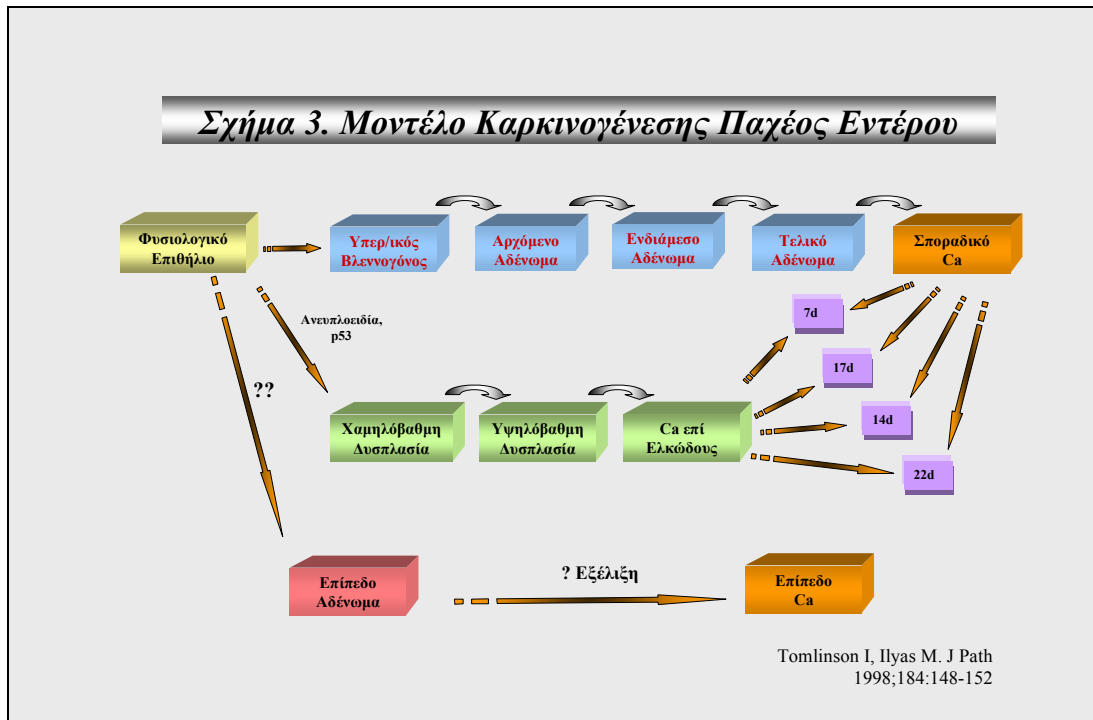 Σχήμα 3. Μοντέλο Καρκινογένεσης Παχέος Εντέρου
Φυσιολογικό
Επιθήλιο
Υπερ/ικός
Βλεννογόνος
Αρχόμενο
Αδένωμα
Ενδιάμεσο
Αδένωμα
Τελικό
Αδένωμα
Σποραδικό
Ca
Ανευπλοειδία,
p53
7d
17d
14d
22d
??
Χαμηλόβαθμη
Δυσπλασία
Υψηλόβαθμη
Δυσπλασία
Ca επί
Ελκώδους
Επίπεδο
Αδένωμα
? Εξέλιξη
Επίπεδο
Ca
Tomlinson I, Ilyas M. J Path
1998;184:148-152